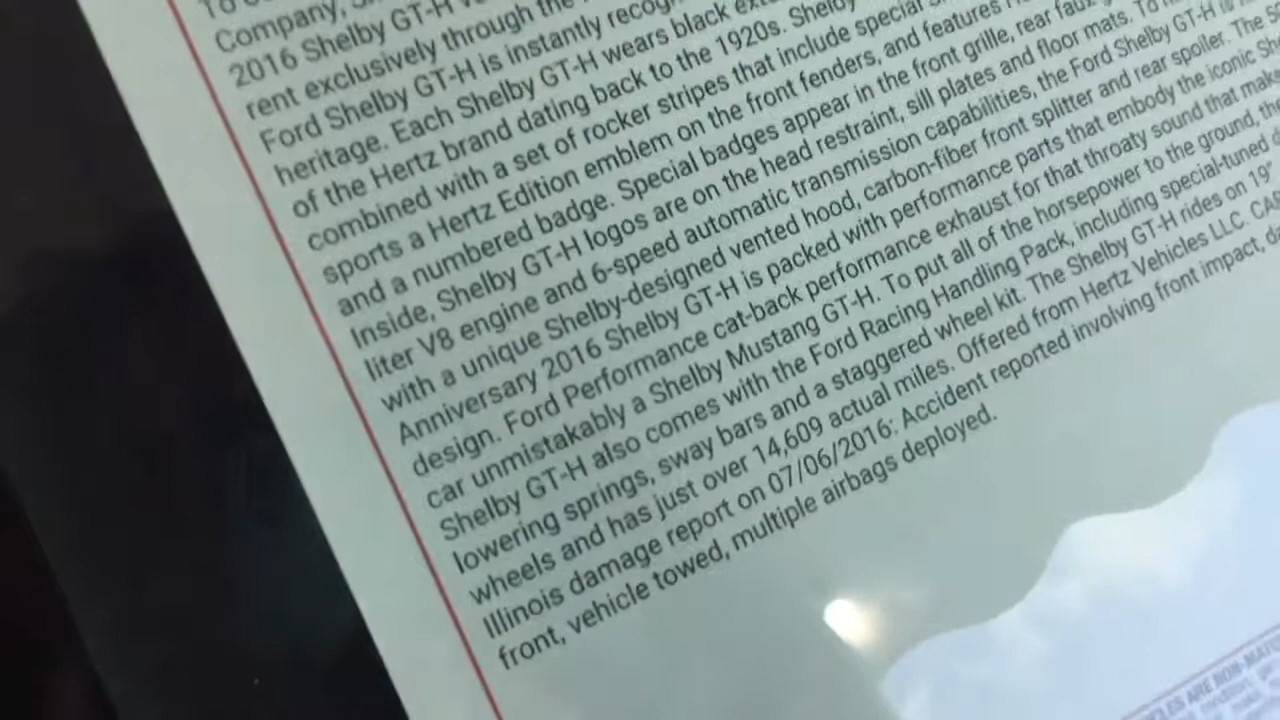 Company,
2016 Shelby GT-H
rent exclusively through the
Ford Shelby GT-H is instantly
heritage. Each Shelby GT-H wears black
of the Hertz brand dating back to the 1920s. Shelby
combined with a set of rocker stripes that include special
sports a Hertz Edition emblem on the front fenders, and features
and a numbered badge. Special badges appear in the front grille, rear faux
Inside, Shelby GT-H logos are on the head restraint, sill plates and floor mats. To
liter V8 engine and 6-speed automatic transmission capabilities, the Ford Shelby GT-H is
with a unique Shelby-designed vented hood, carbon-fiber front splitter and rear spoiler. The
Anniversary 2016 Shelby GT-H is packed with performance parts that embody the iconic
design. Ford Performance cat-back performance exhaust for that throaty sound that
car unmistakably a Shelby Mustang GT-H. To put all of the horsepower to the ground,
Shelby GT-H also comes with the Ford Racing Handling Pack, including special-tuned
lowering springs, sway bars and a staggered wheel kit. The Shelby GT-H rides on 19"
wheels and has just over 14,609 actual miles. Offered from Hertz Vehicles LLC.
Illinois damage report on 07/06/2016: Accident reported involving front impact,
front, vehicle towed, multiple airbags deployed.